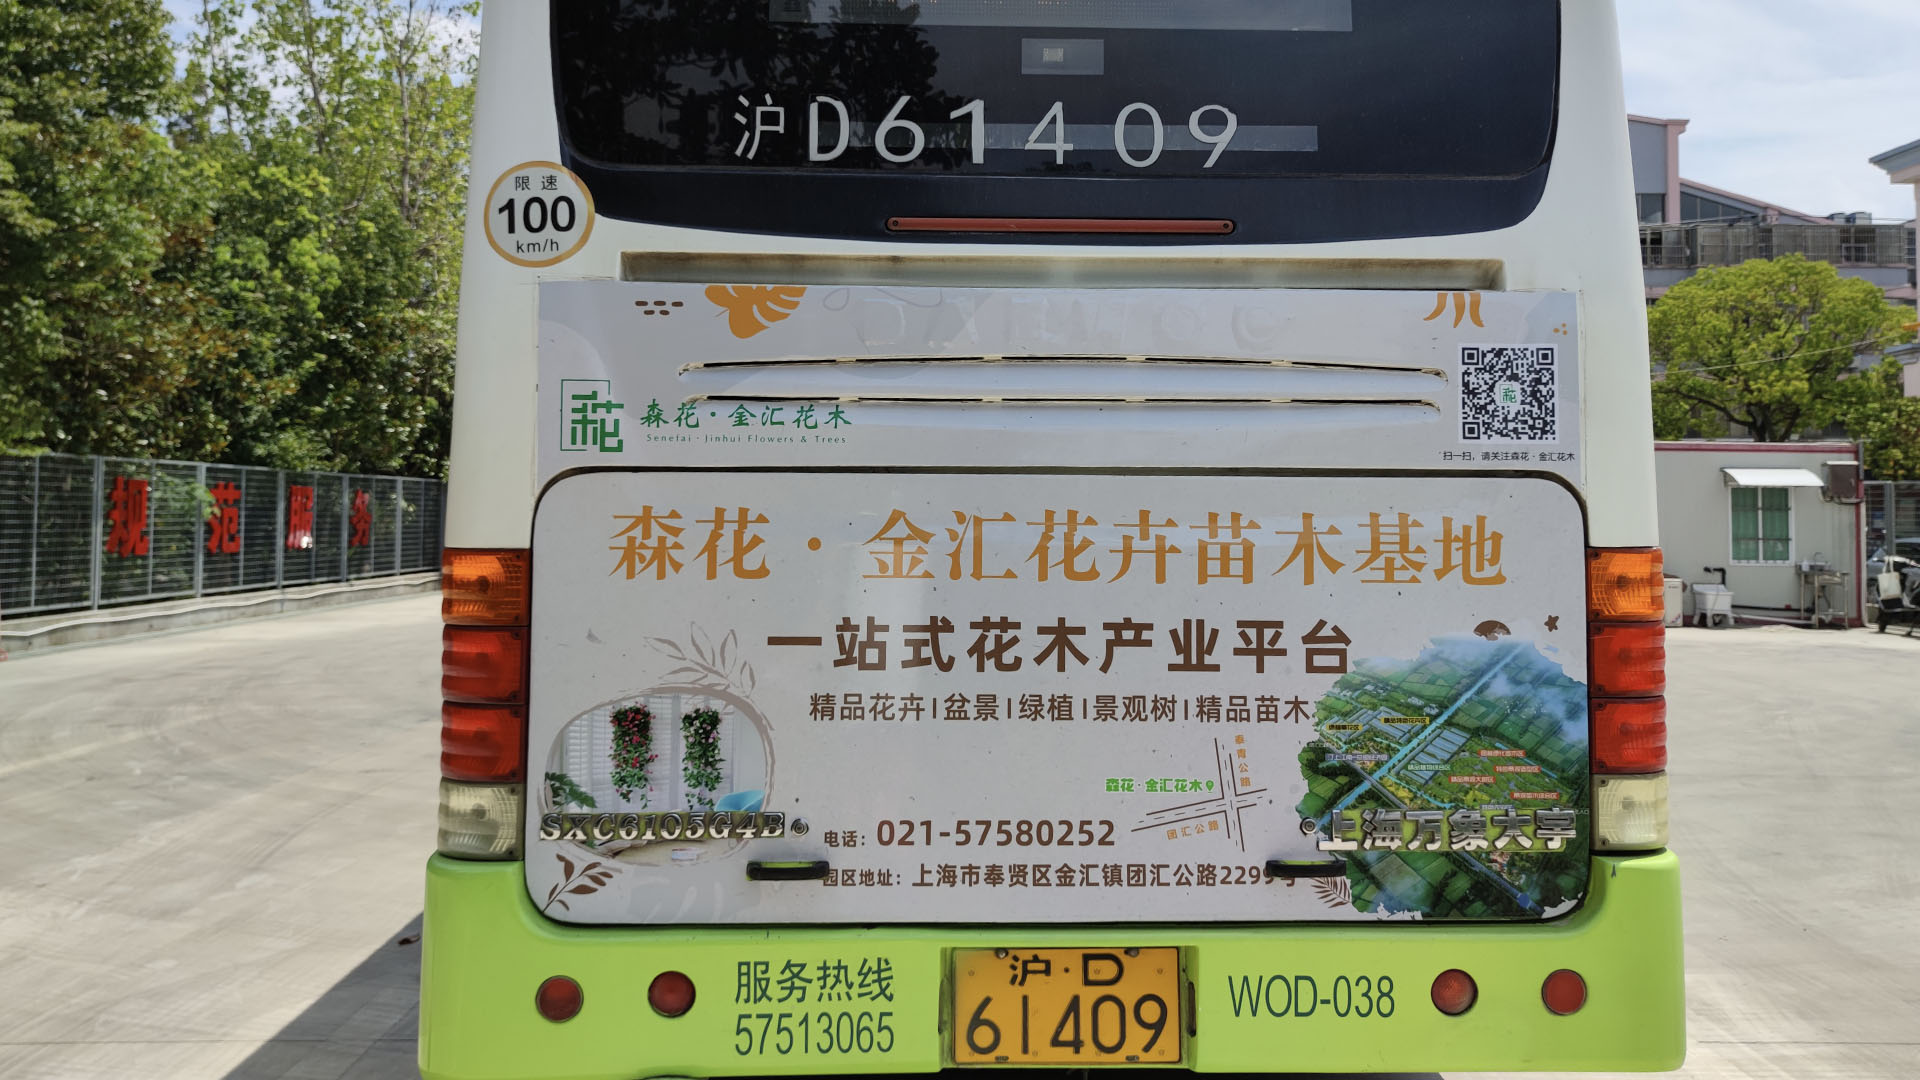 沪D61409
限速
100
km/h
森花·金汇花木
Senefai · Jinhui Flowers & Trees
扫一扫，请关注森花·金汇花木
规范服务
森花·金汇花卉苗木基地
一站式花木产业平台
精品花卉|盆景|绿植|景观树|精品苗木
泰青公路
森花·金汇花木
团汇公路
SXC6105G4B
上海万象大宇
电话：021-57580252
园区地址：上海市奉贤区金汇镇团汇公路2299号
服务热线
57513065
沪·D
61409
WOD-038